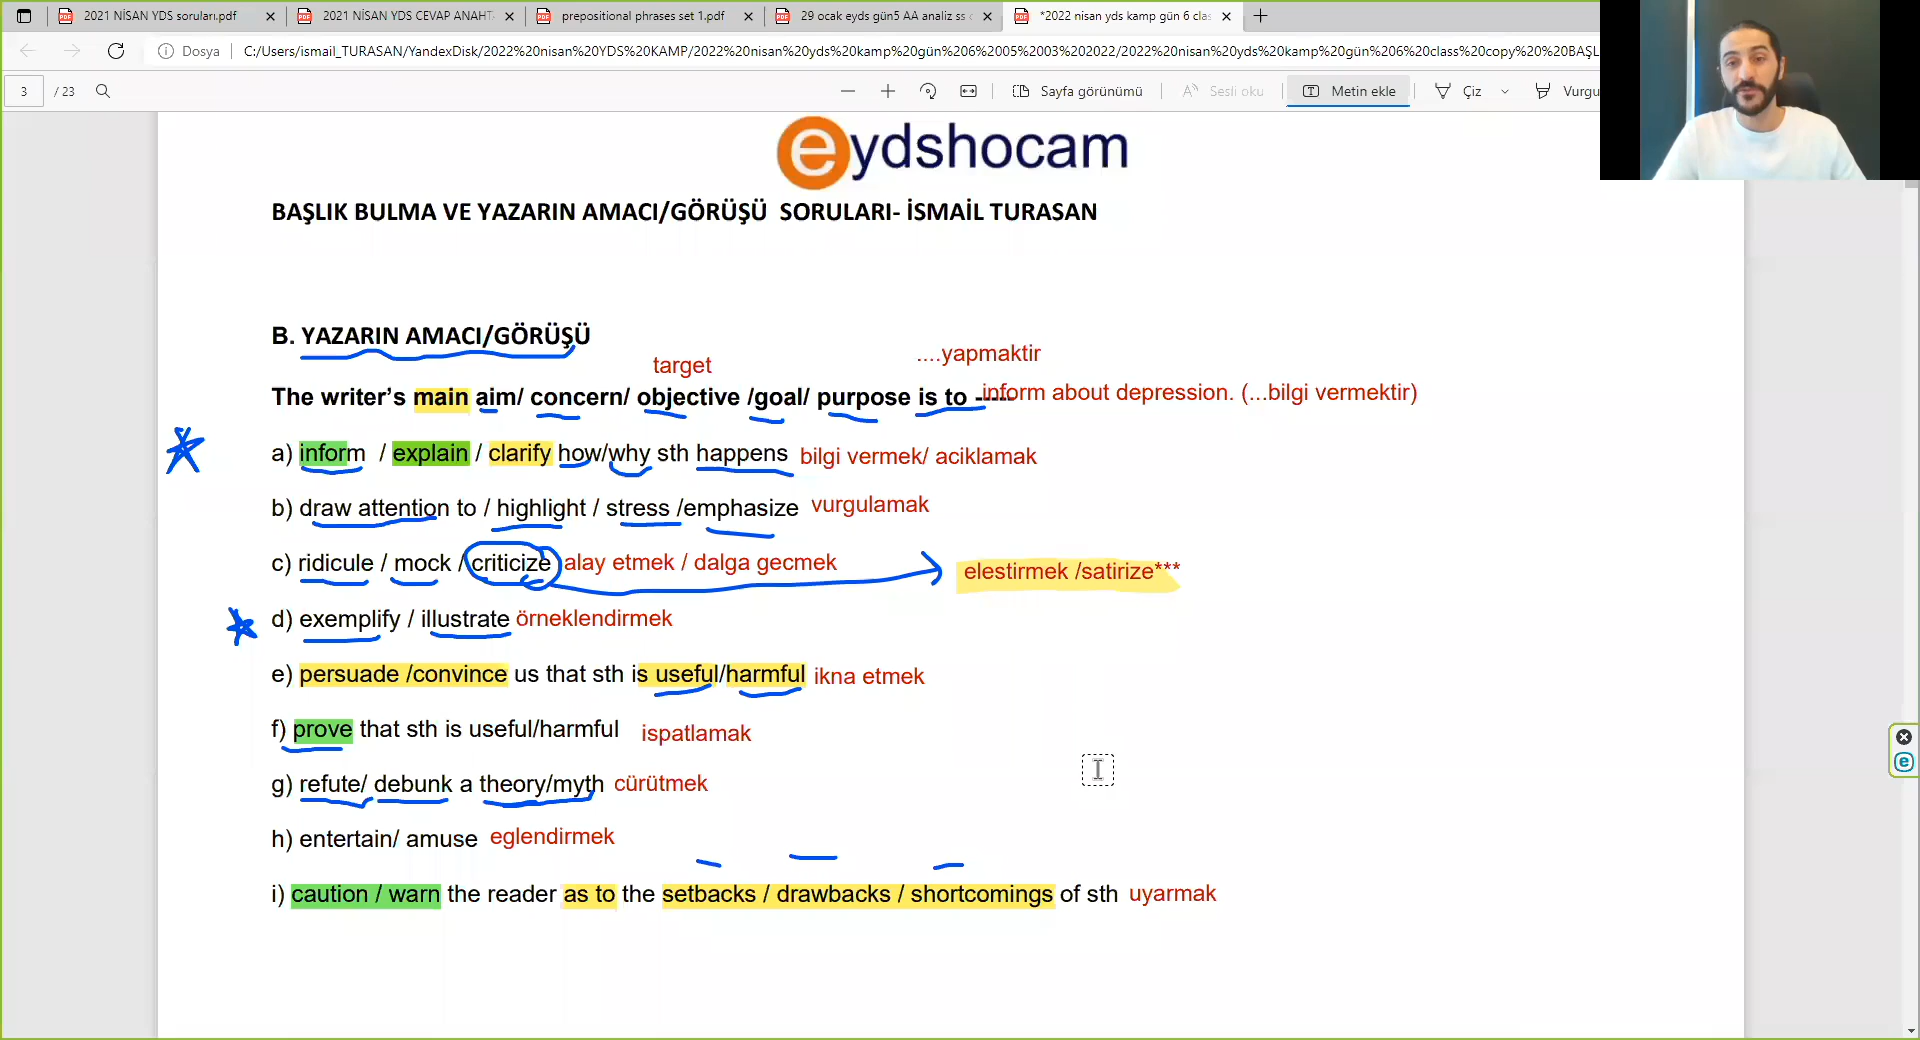 2021 NİSAN YDS soruları.pdf
2021 NİSAN YDS CEVAP ANAHT
prepositional phrases set 1.pdf
29 ocak eyds gün5 AA analiz ss c
*2022 nisan yds kamp gün 6 clas
Dosya C:/Users/ismail_TURASAN/YandexDisk/2022%20nisan%20YDS%20KAMP/2022%20nisan%20yds%20kamp%20gün%206%2005%2003%202022/2022%20nisan%20yds%20kamp%20gün%206%20class%20copy%20%20BAŞL
3 / 23 Sayfa görünümü Sesli oku Metin ekle Çiz Vurgu
eydshocam
BAŞLIK BULMA VE YAZARIN AMACI/GÖRÜŞÜ SORULARI- İSMAİL TURASAN
B. YAZARIN AMACI/GÖRÜŞÜ
target ....yapmaktir
The writer's main aim/ concern/ objective /goal/ purpose is to ----- inform about depression. (...bilgi vermektir)
a) inform / explain / clarify how/why sth happens bilgi vermek/ aciklamak
b) draw attention to / highlight / stress /emphasize vurgulamak
c) ridicule / mock / criticize alay etmek / dalga gecmek elestirmek /satirize***
d) exemplify / illustrate örneklendirmek
e) persuade /convince us that sth is useful/harmful ikna etmek
f) prove that sth is useful/harmful ispatlamak
g) refute/ debunk a theory/myth cürütmek
h) entertain/ amuse eglendirmek
i) caution / warn the reader as to the setbacks / drawbacks / shortcomings of sth uyarmak